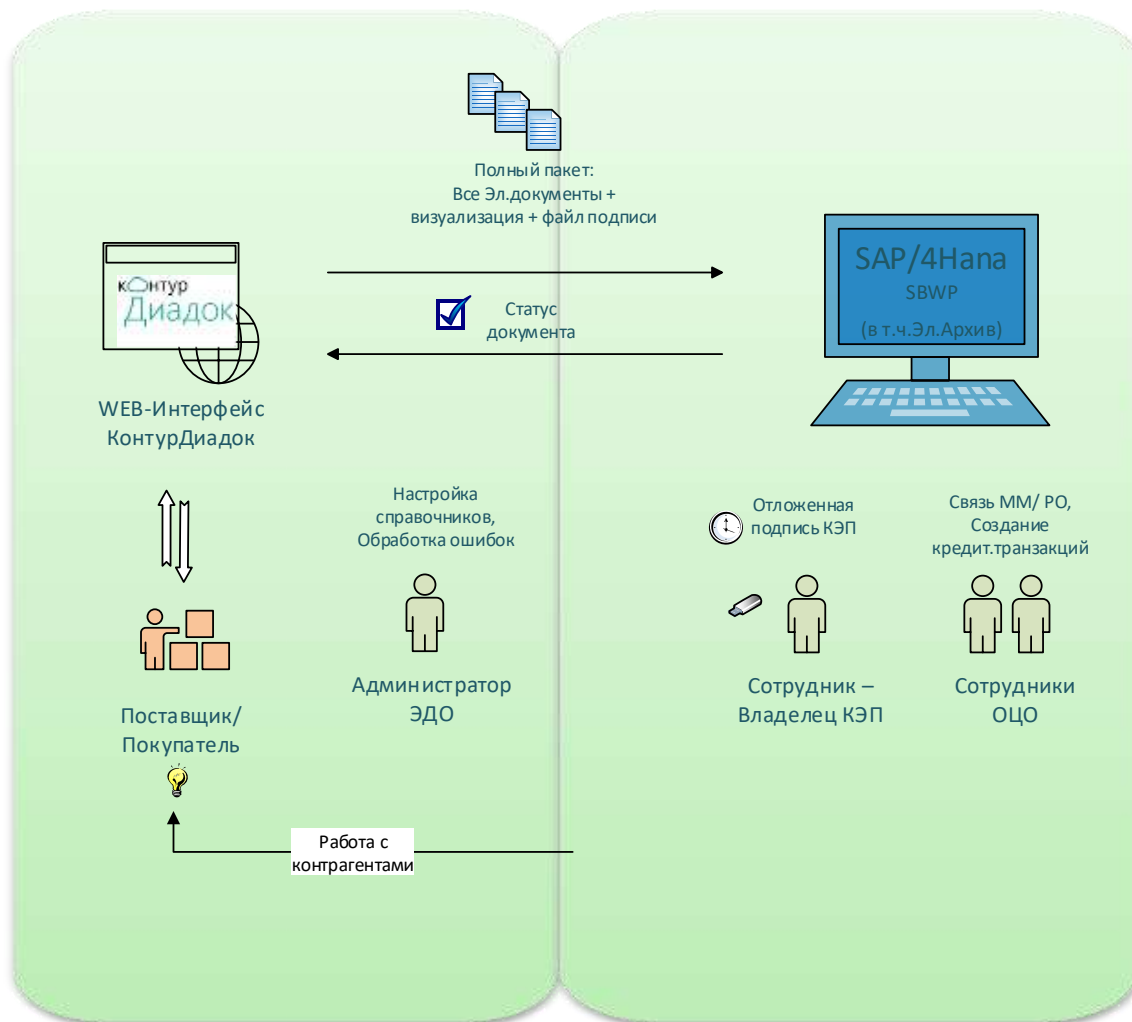 Полный пакет:
Все Эл.документы +
визуализация + файл подписи
контур
Диадок
Статус
документа
SAP/4Hana
SBWP
(в т.ч.Эл.Архив)
WEB-Интерфейс
КонтурДиадок
Настройка
справочников,
Обработка ошибок
Отложенная
подпись КЭП
Связь ММ/ РО,
Создание
кредит.транзакций
Поставщик/
Покупатель
Администратор
ЭДО
Сотрудник –
Владелец КЭП
Сотрудники
ОЦО
Работа с
контрагентами